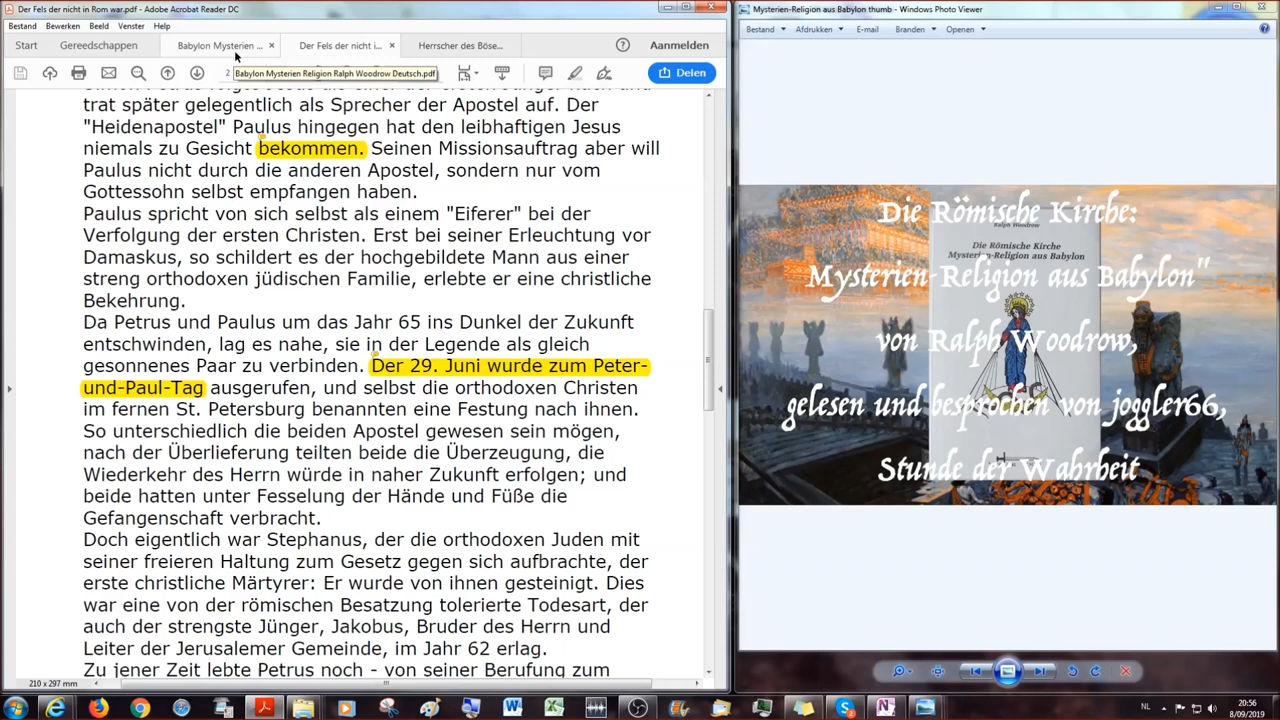 Der Fels der nicht in Rom war.pdf - Adobe Acrobat Reader DC
Bestand Bewerken Beeld Venster Help
Start Gereedschappen Babylon Mysterien ... × Der Fels der nicht i... × Herrscher des Böse... Aanmelden
2 Babylon Mysterien Religion Ralph Woodrow Deutsch.pdf Delen
trat später gelegentlich als Sprecher der Apostel auf. Der
"Heidenapostel" Paulus hingegen hat den leibhaftigen Jesus
niemals zu Gesicht bekommen. Seinen Missionsauftrag aber will
Paulus nicht durch die anderen Apostel, sondern nur vom
Gottessohn selbst empfangen haben.
Paulus spricht von sich selbst als einem "Eiferer" bei der
Verfolgung der ersten Christen. Erst bei seiner Erleuchtung vor
Damaskus, so schildert es der hochgebildete Mann aus einer
streng orthodoxen jüdischen Familie, erlebte er eine christliche
Bekehrung.
Da Petrus und Paulus um das Jahr 65 ins Dunkel der Zukunft
entschwinden, lag es nahe, sie in der Legende als gleich
gesonnenes Paar zu verbinden. Der 29. Juni wurde zum Peter-
und-Paul-Tag ausgerufen, und selbst die orthodoxen Christen
im fernen St. Petersburg benannten eine Festung nach ihnen.
So unterschiedlich die beiden Apostel gewesen sein mögen,
nach der Überlieferung teilten beide die Überzeugung, die
Wiederkehr des Herrn würde in naher Zukunft erfolgen; und
beide hatten unter Fesselung der Hände und Füße die
Gefangenschaft verbracht.
Doch eigentlich war Stephanus, der die orthodoxen Juden mit
seiner freieren Haltung zum Gesetz gegen sich aufbrachte, der
erste christliche Märtyrer: Er wurde von ihnen gesteinigt. Dies
war eine von der römischen Besatzung tolerierte Todesart, der
auch der strengste Jünger, Jakobus, Bruder des Herrn und
Leiter der Jerusalemer Gemeinde, im Jahr 62 erlag.
Zu jener Zeit lebte Petrus noch - von seiner Berufung zum
210 x 297 mm
Mysterien-Religion aus Babylon thumb - Windows Photo Viewer
Bestand Afdrukken E-mail Branden Openen
Die Römische Kirche:
Ralph Woodrow
Die Römische Kirche
Mysterien-Religion aus Babylon
Mysterien-Religion aus Babylon"
von Ralph Woodrow,
gelesen und besprochen von joggler66,
Stunde der Wahrheit
NL 20:56
8/09/2019